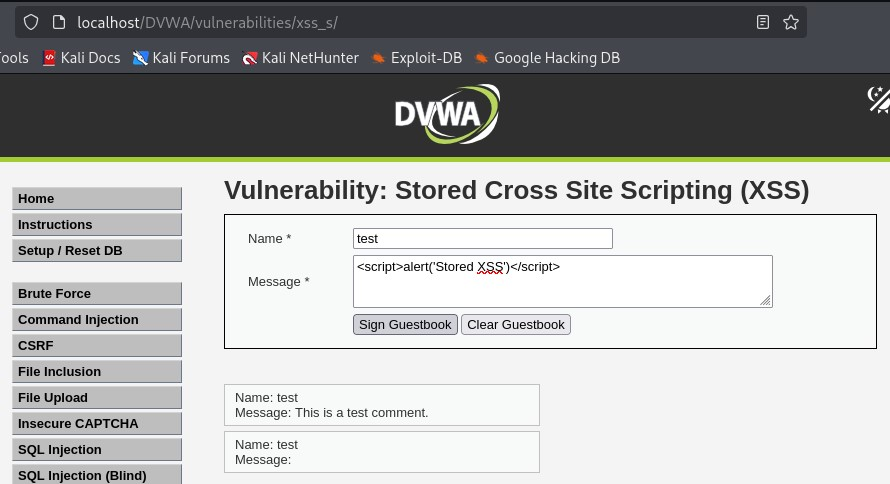 localhost/DVWA/vulnerabilities/xss_s/
ools Kali Docs Kali Forums Kali NetHunter Exploit-DB Google Hacking DB
DVWA
Home
Instructions
Setup / Reset DB
Brute Force
Command Injection
CSRF
File Inclusion
File Upload
Insecure CAPTCHA
SQL Injection
SQL Injection (Blind)
Vulnerability: Stored Cross Site Scripting (XSS)
Name * test
Message * <script>alert('Stored XSS')</script>
Sign Guestbook Clear Guestbook
Name: test
Message: This is a test comment.
Name: test
Message: